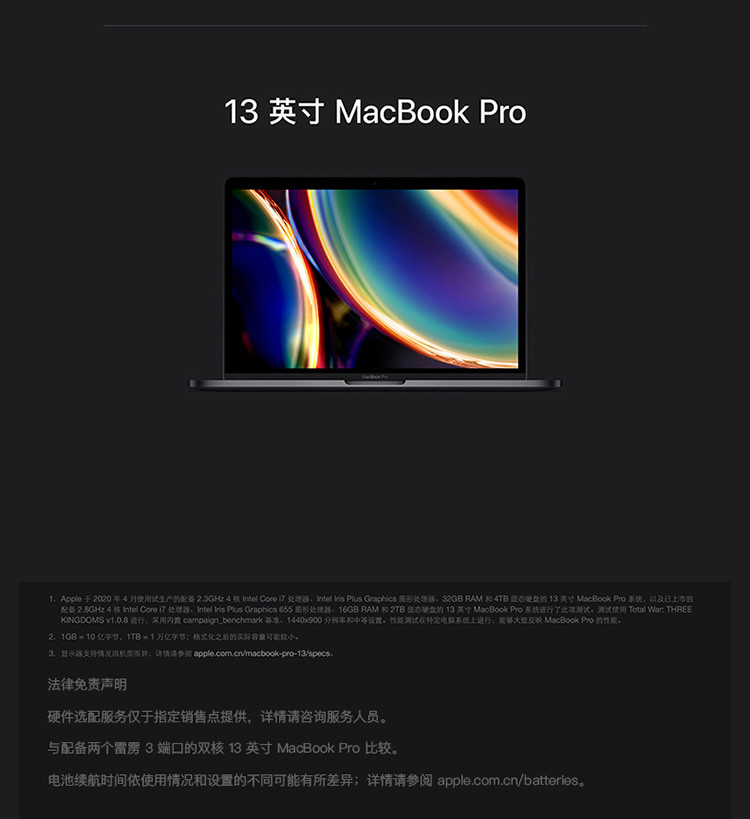 13 英寸 MacBook Pro
MacBook Pro
1. Apple 于 2020 年 4 月使用试生产的配备 2.3GHz 4 核 Intel Core i7 处理器、Intel Iris Plus Graphics 图形处理器、32GB RAM 和 4TB 固态硬盘的 13 英寸 MacBook Pro 系统，以及已上市的
配备 2.8GHz 4 核 Intel Core i7 处理器、Intel Iris Plus Graphics 655 图形处理器、16GB RAM 和 2TB 固态硬盘的 13 英寸 MacBook Pro 系统进行了此项测试。测试使用 Total War: THREE
KINGDOMS v1.0.8 进行，采用内置 campaign_benchmark 基准、1440x900 分辨率和中等设置。性能测试在特定电脑系统上进行，能够大致反映 MacBook Pro 的性能。
2. 1GB = 10 亿字节，1TB = 1 万亿字节；格式化之后的实际容量可能较小。
3. 显示器支持情况因机型而异；详情请参阅 apple.com.cn/macbook-pro-13/specs。
法律免责声明
硬件选配服务仅于指定销售点提供，详情请咨询服务人员。
与配备两个雷雳 3 端口的双核 13 英寸 MacBook Pro 比较。
电池续航时间依使用情况和设置的不同可能有所差异；详情请参阅 apple.com.cn/batteries。